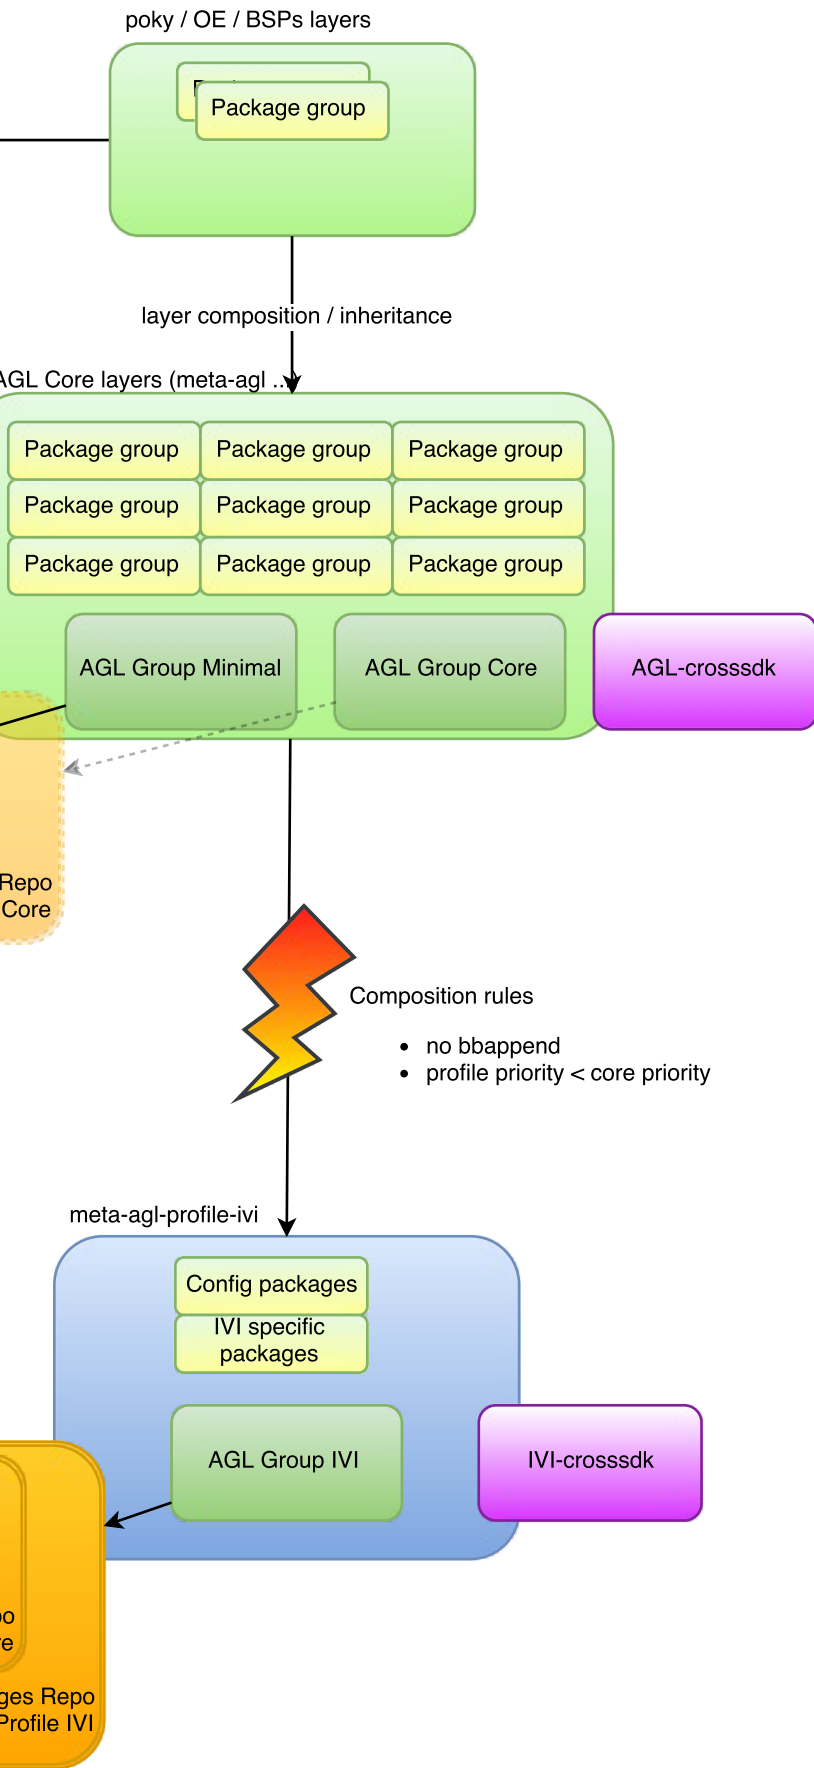 poky / OE / BSPs layers
Package group
layer composition / inheritance
AGL Core layers (meta-agl ...
Package group Package group Package group
Package group Package group Package group
Package group Package group Package group
AGL Group Minimal AGL Group Core AGL-crosssdk
Repo
Core
Composition rules
• no bbappend
• profile priority < core priority
meta-agl-profile-ivi
Config packages
IVI specific
packages
AGL Group IVI IVI-crosssdk
Repo
Profile IVI